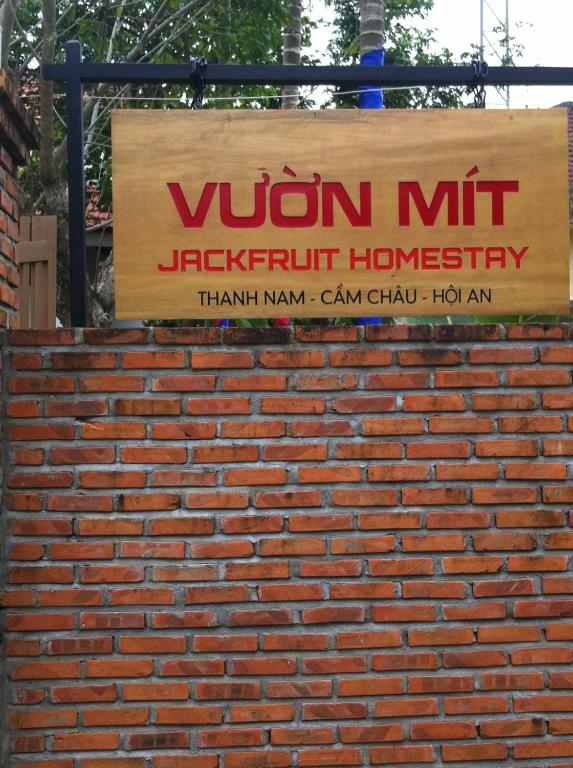 VƯỜN MÍT
JACKFRUIT HOMESTAY
THANH NAM - CẨM CHÂU - HỘI AN